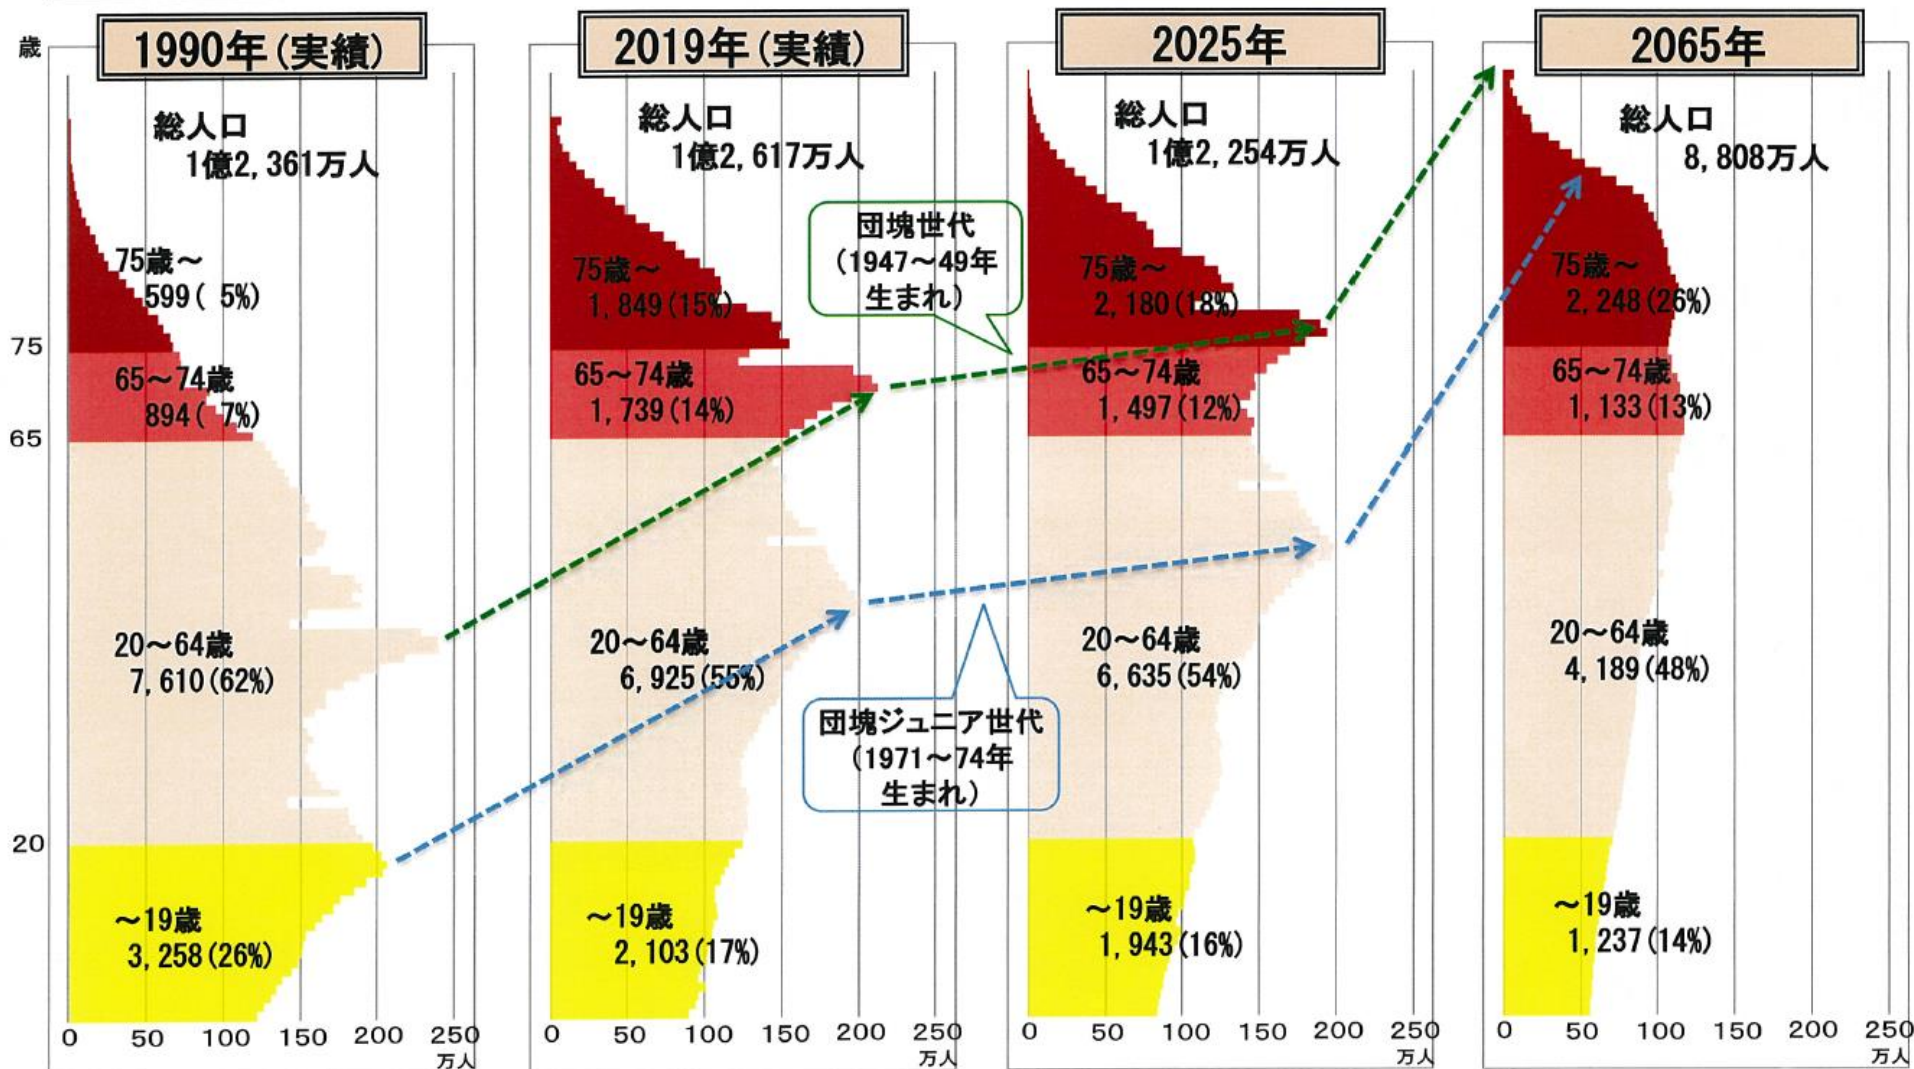 1990年(実績)
歳
総人口
1億2,361万人
75歳～
599( 5%)
75
65～74歳
894( 7%)
65
20～64歳
7,610(62%)
20
～19歳
3,258(26%)
0 50 100 150 200 250
万人
2019年(実績)
総人口
1億2,617万人
75歳～
1,849(15%)
65～74歳
1,739(14%)
20～64歳
6,925(55%)
～19歳
2,103(17%)
0 50 100 150 200 250
万人
団塊世代
(1947～49年
生まれ)
団塊ジュニア世代
(1971～74年
生まれ)
2025年
総人口
1億2,254万人
75歳～
2,180(18%)
65～74歳
1,497(12%)
20～64歳
6,635(54%)
～19歳
1,943(16%)
0 50 100 150 200 250
万人
2065年
総人口
8,808万人
75歳～
2,248(26%)
65～74歳
1,133(13%)
20～64歳
4,189(48%)
～19歳
1,237(14%)
0 50 100 150 200 250
万人